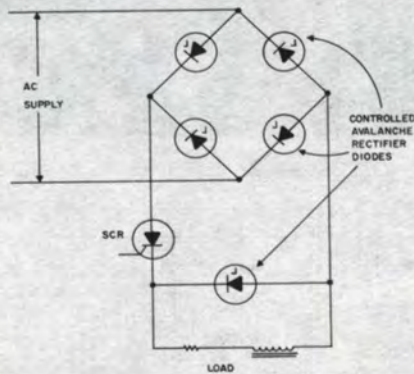 AC
SUPPLY
CONTROLLED
AVALANCHE
RECTIFIER
DIODES
SCR
LOAD